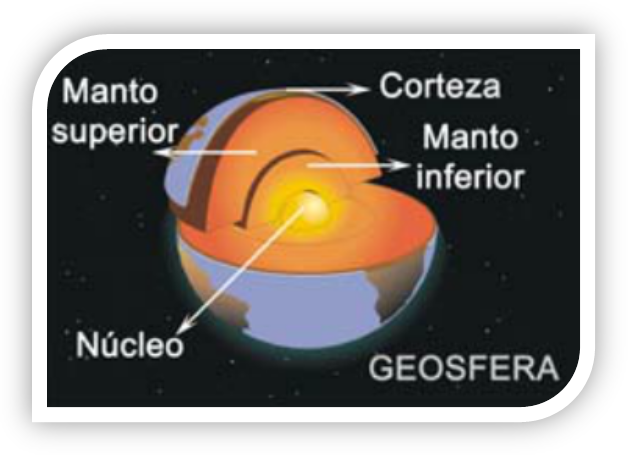 Manto
superior
Corteza
Manto
inferior
Núcleo
GEOSFERA